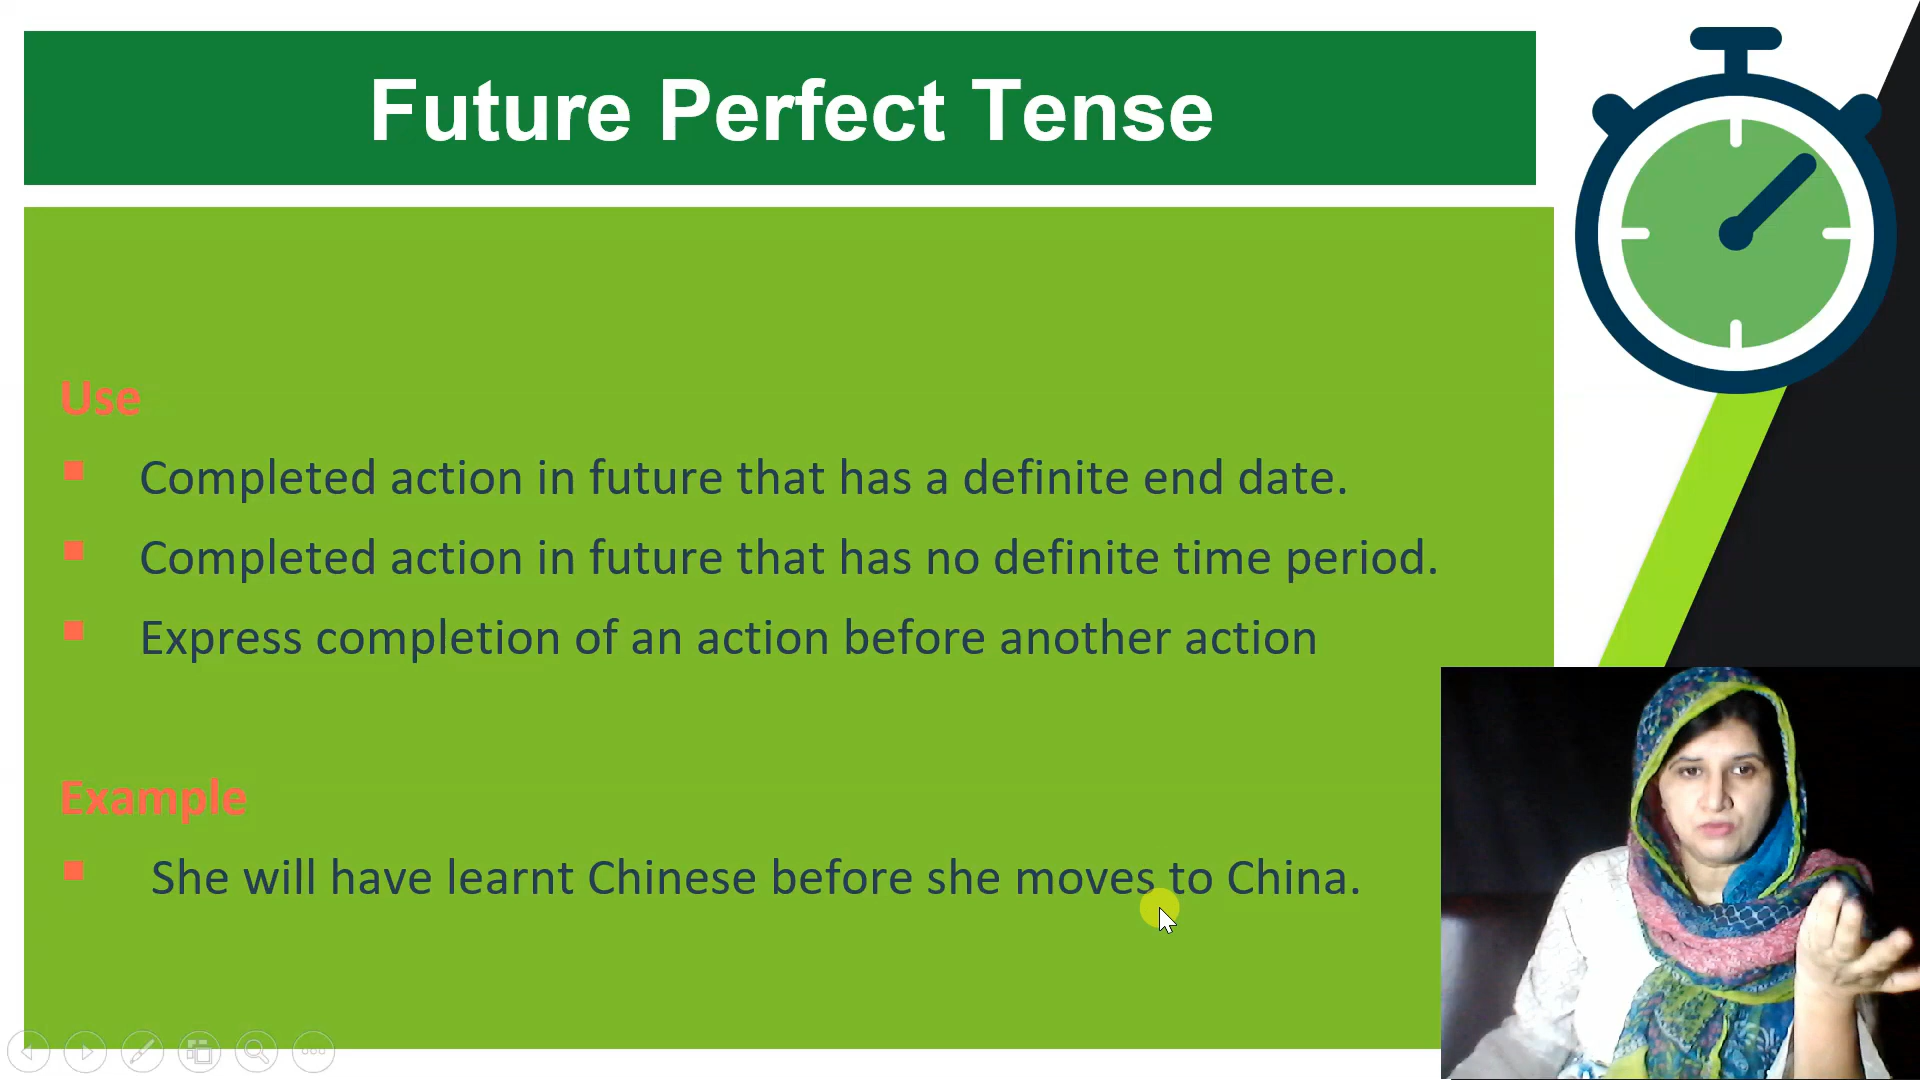 Future Perfect Tense
Use
Completed action in future that has a definite end date.
Completed action in future that has no definite time period.
Express completion of an action before another action
Example
She will have learnt Chinese before she moves to China.